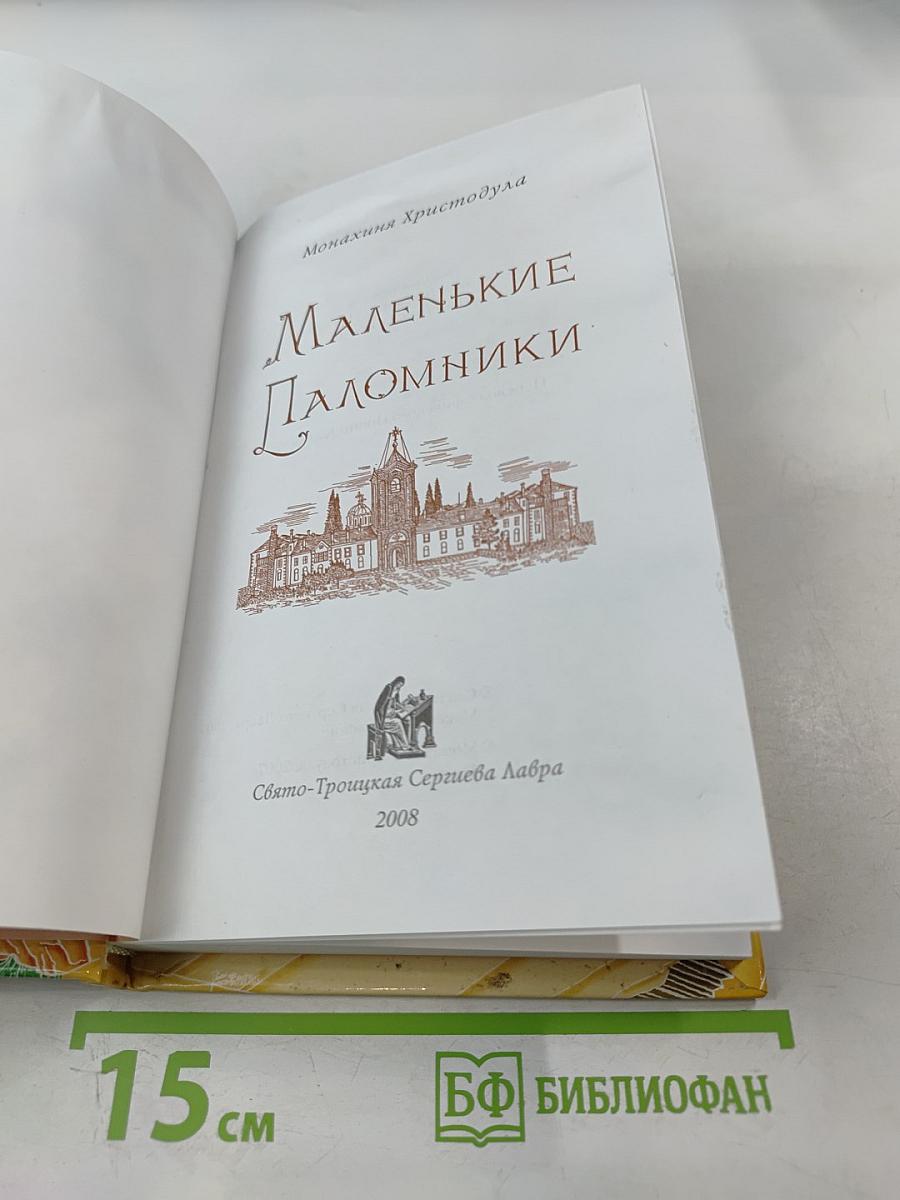 Монахиня Христодула
Маленькие
Паломники
Свято-Троицкая Сергиева Лавра
2008
15 см
БФ БИБЛИОФАН